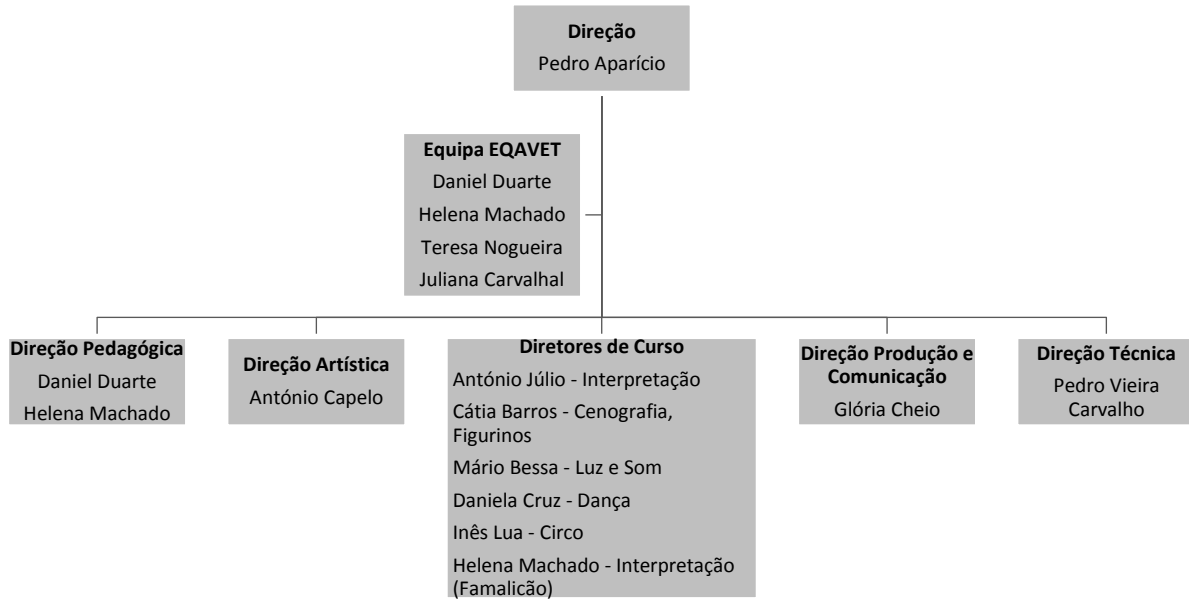 Direção
Pedro Aparício
Equipa EQAVET
Daniel Duarte
Helena Machado
Teresa Nogueira
Juliana Carvalhal
Direção Pedagógica
Daniel Duarte
Helena Machado
Direção Artística
António Capelo
Diretores de Curso
António Júlio - Interpretação
Cátia Barros - Cenografia,
Figurinos
Mário Bessa - Luz e Som
Daniela Cruz - Dança
Inês Lua - Circo
Helena Machado - Interpretação
(Famalicão)
Direção Produção e
Comunicação
Glória Cheio
Direção Técnica
Pedro Vieira
Carvalho